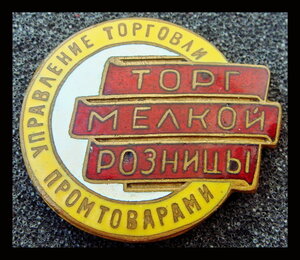 УПРАВЛЕНИЕ ТОРГОВЛИ
ПРОМТОВАРАМИ
ТОРГ
МЕЛКОЙ
РОЗНИЦЫ